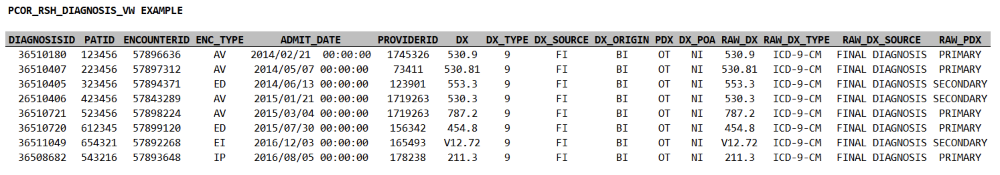 PCOR_RSH_DIAGNOSIS_VW EXAMPLE
DIAGNOSISID PATID ENCOUNTERID ENC_TYPE ADMIT_DATE PROVIDERID DX DX_TYPE DX_SOURCE DX_ORIGIN PDX DX_POA RAW_DX RAW_DX_TYPE RAW_DX_SOURCE RAW_PDX
36510180 123456 57896636 AV 2014/02/21 00:00:00 1745326 530.9 9 FI BI OT NI 530.9 ICD-9-CM FINAL DIAGNOSIS PRIMARY
36510407 223456 57897312 AV 2014/05/07 00:00:00 73411 530.81 9 FI BI OT NI 530.81 ICD-9-CM FINAL DIAGNOSIS PRIMARY
36510405 323456 57894371 ED 2014/06/13 00:00:00 123901 553.3 9 FI BI OT NI 553.3 ICD-9-CM FINAL DIAGNOSIS SECONDARY
26510406 423456 57843289 AV 2015/01/21 00:00:00 1719263 530.3 9 FI BI OT NI 530.3 ICD-9-CM FINAL DIAGNOSIS SECONDARY
36510721 523456 57898224 AV 2015/03/04 00:00:00 1719263 787.2 9 FI BI OT NI 787.2 ICD-9-CM FINAL DIAGNOSIS PRIMARY
36510720 612345 57899120 ED 2015/07/30 00:00:00 156342 454.8 9 FI BI OT NI 454.8 ICD-9-CM FINAL DIAGNOSIS PRIMARY
36511049 654321 57892268 EI 2016/12/03 00:00:00 165493 V12.72 9 FI BI OT NI V12.72 ICD-9-CM FINAL DIAGNOSIS SECONDARY
36508682 543216 57893648 IP 2016/08/05 00:00:00 178238 211.3 9 FI BI OT NI 211.3 ICD-9-CM FINAL DIAGNOSIS PRIMARY